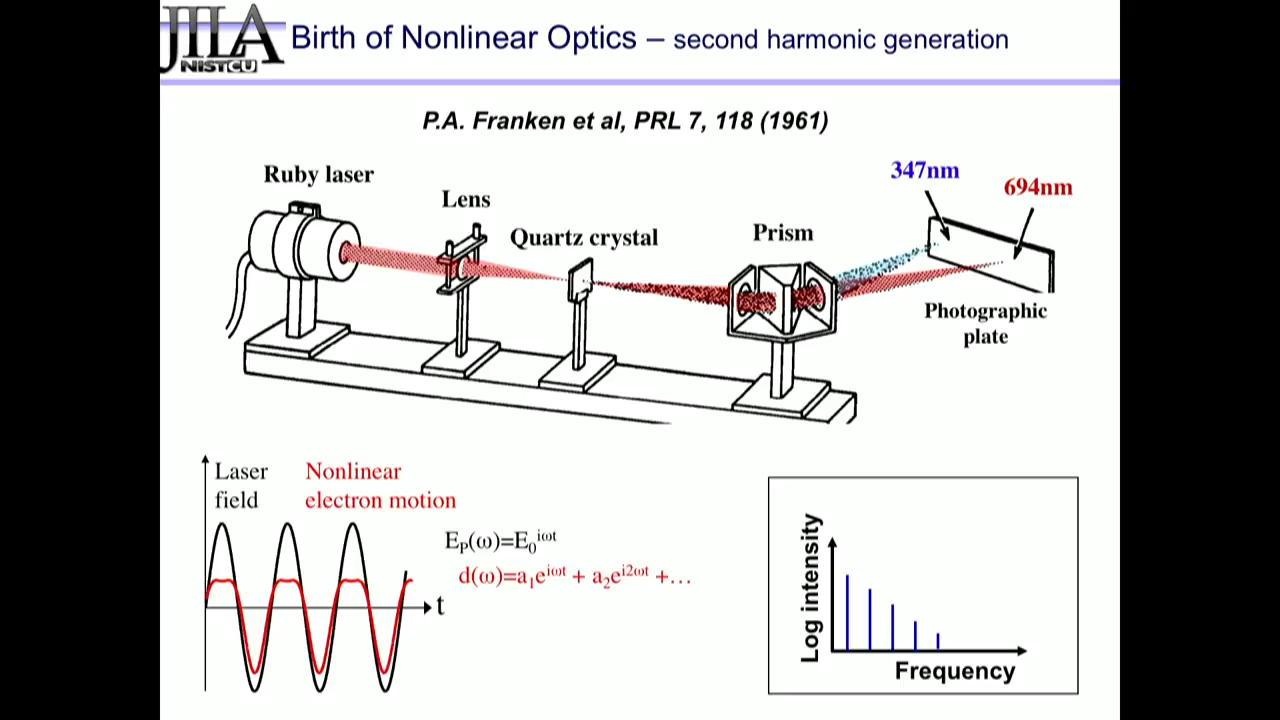 JILA
NIST CU
Birth of Nonlinear Optics – second harmonic generation
P.A. Franken et al, PRL 7, 118 (1961)
Ruby laser
Lens
Quartz crystal
Prism
347nm
694nm
Photographic
plate
Laser
field
Nonlinear
electron motion
t
Eₚ(ω)=E₀ⁱωᵗ
d(ω)=a₁eⁱωᵗ + a₂eⁱ²ωᵗ +...
Log intensity
Frequency